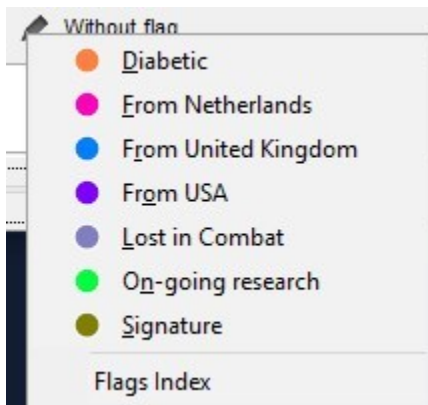 Without flag
Diabetic
From Netherlands
From United Kingdom
From USA
Lost in Combat
On-going research
Signature
Flags Index